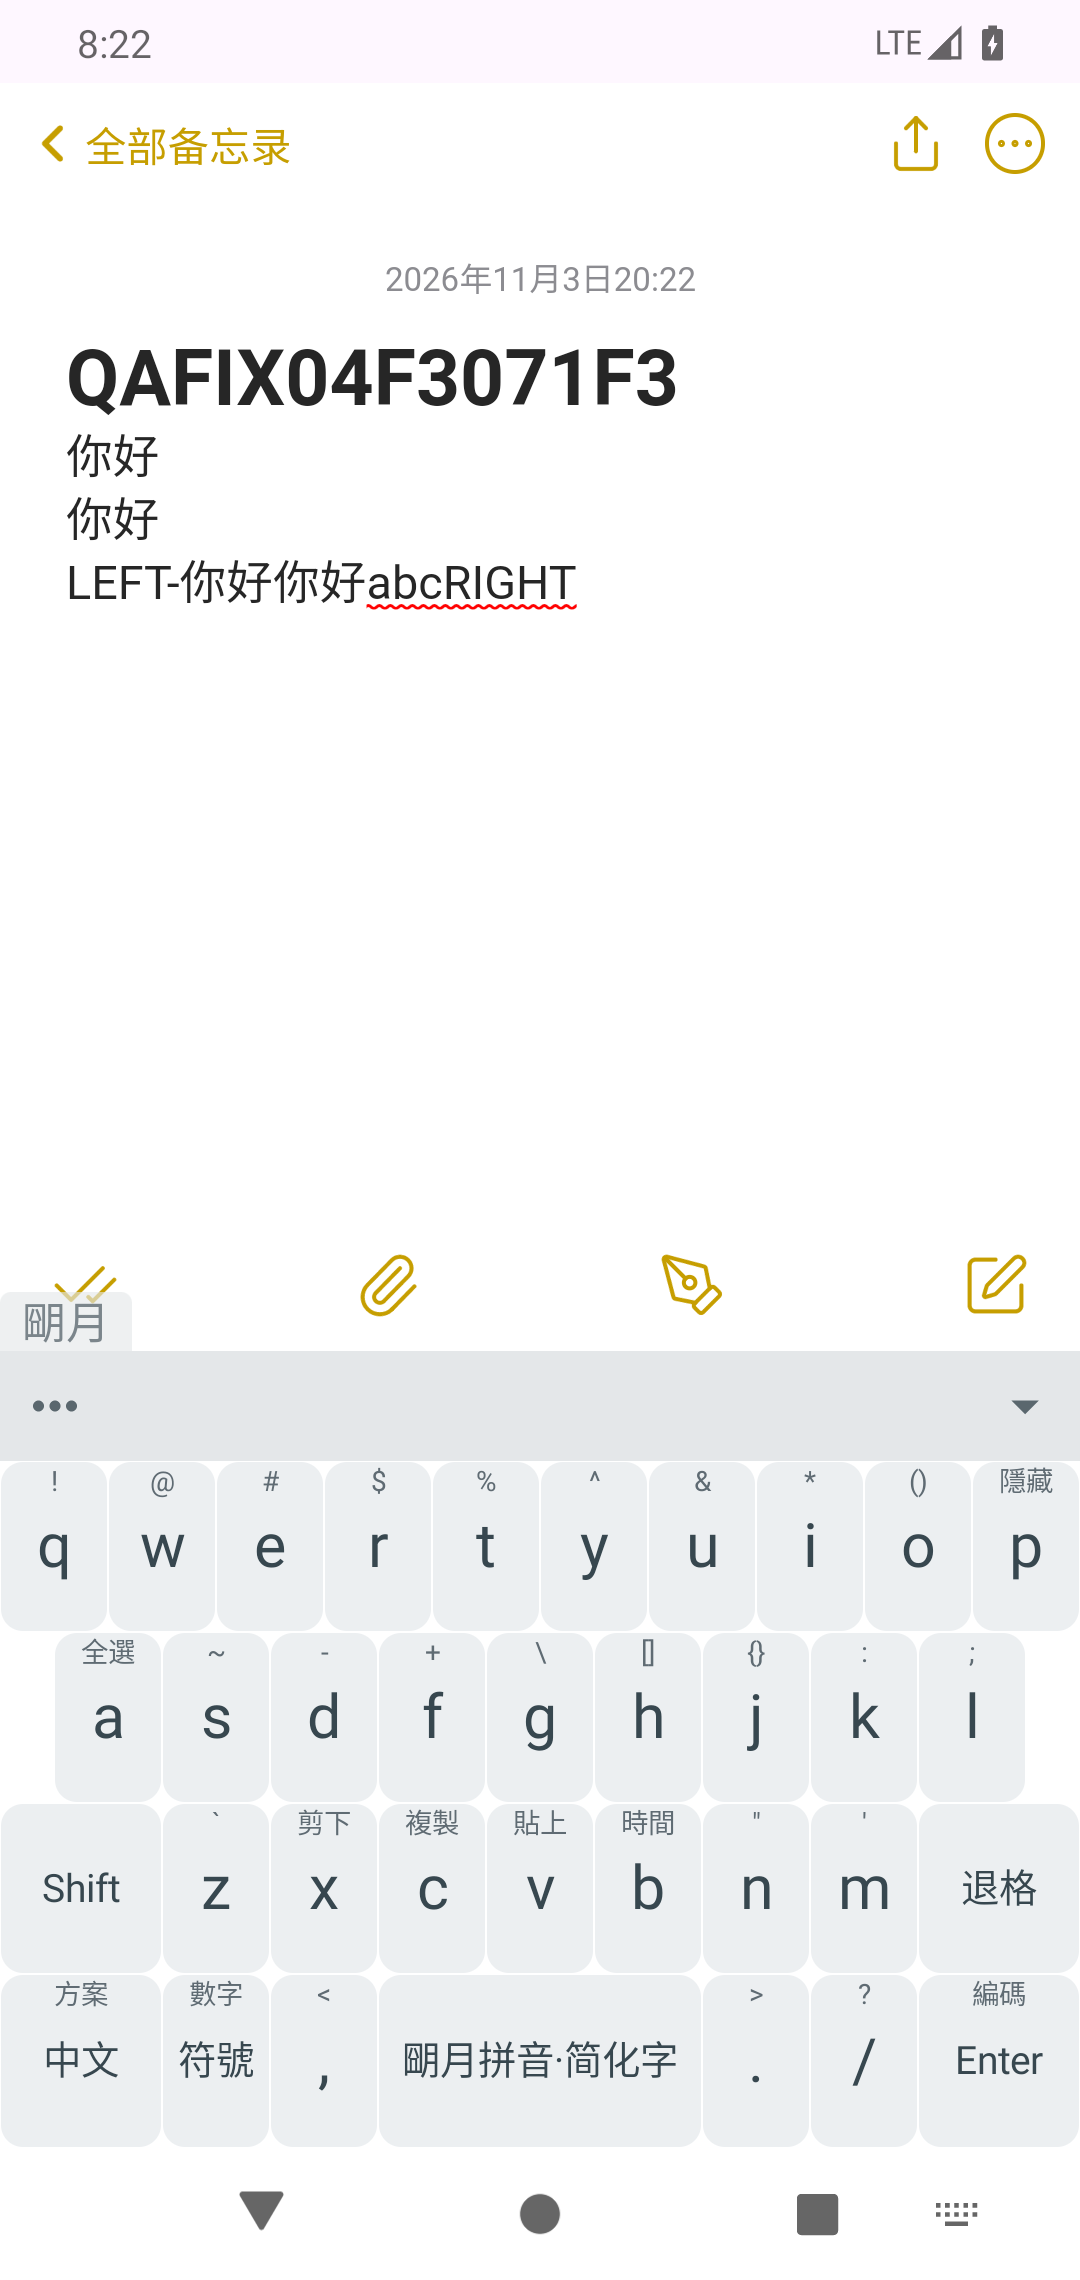 8:22
LTE
全部备忘录
2026年11月3日20:22
QAFIX04F3071F3
你好
你好
LEFT-你好你好abcRIGHT
朙月
! @ # $ % ^ & * () 隱藏
q w e r t y u i o p
全選 ~ - + \ [] {} : ;
a s d f g h j k l
` 剪下 複製 貼上 時間 " '
Shift z x c v b n m 退格
方案 數字 < > ? 編碼
中文 符號 , 朙月拼音·简化字 . / Enter